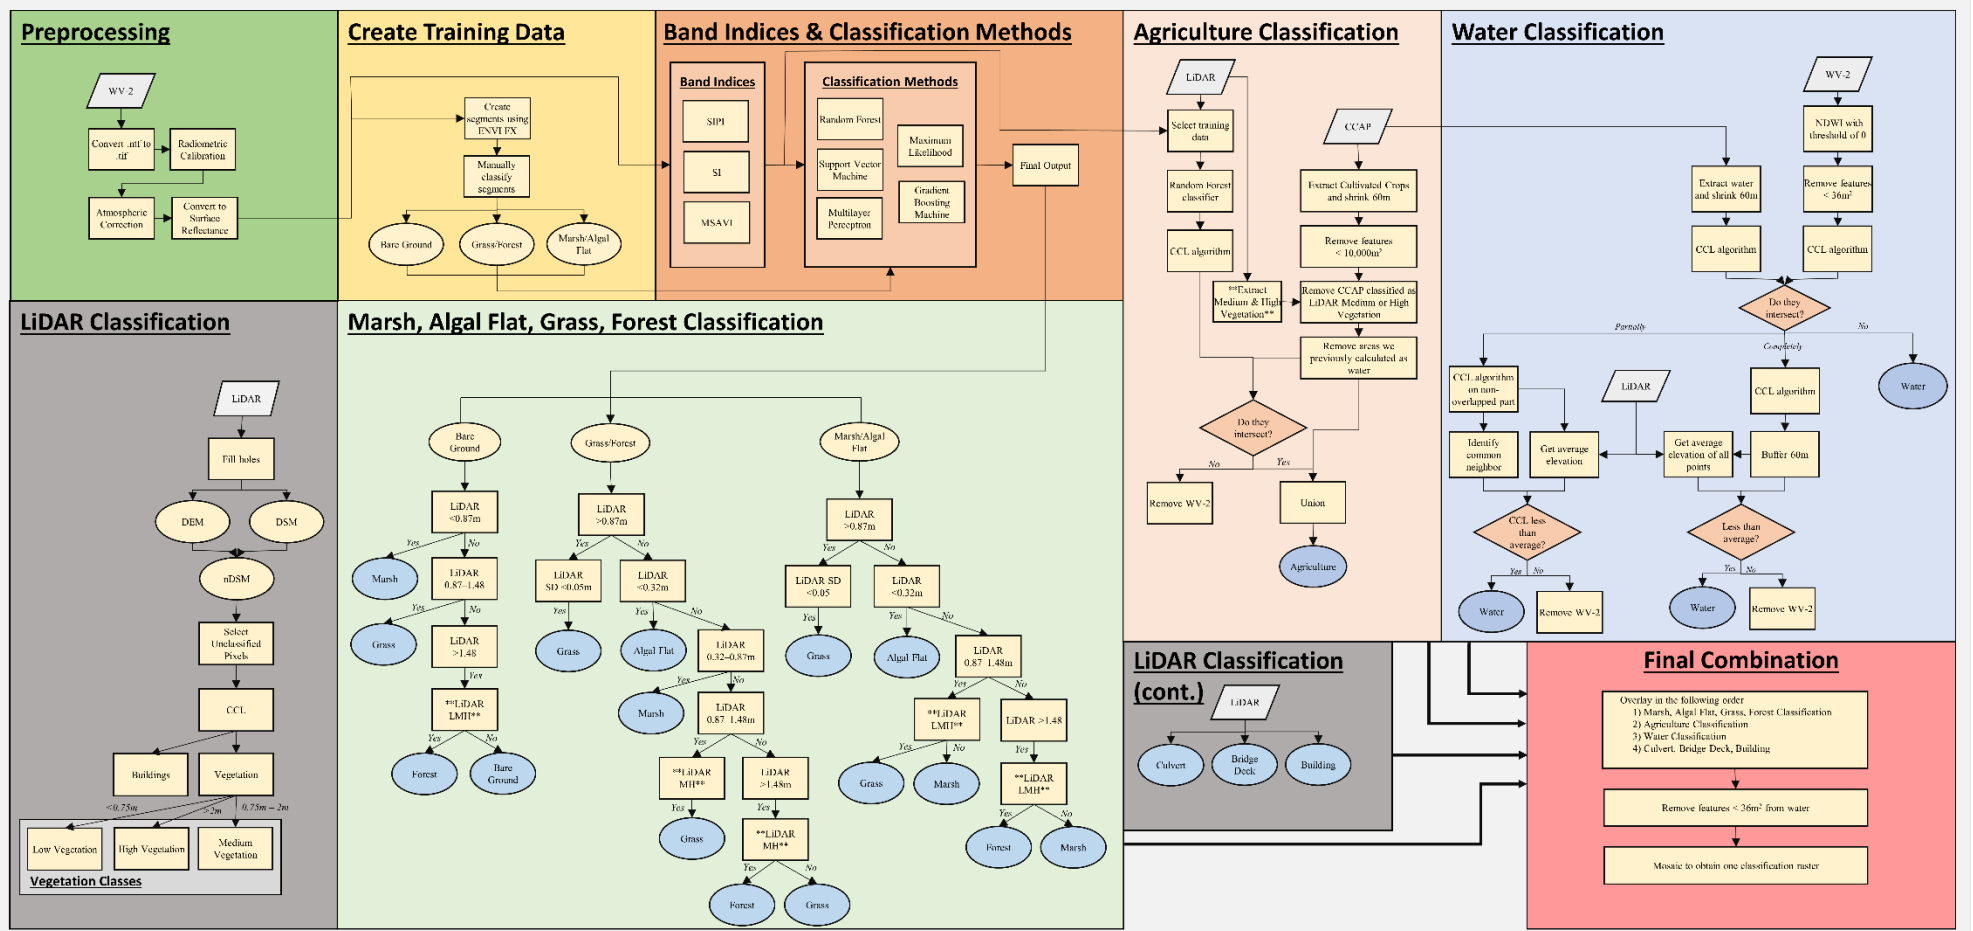 Preprocessing
WV-2
Convert .ntf to
.tif
Radiometric
Calibration
Atmospheric
Correction
Convert to
Surface
Reflectance
Create Training Data
Create
segments using
ENVI FX
Manually
classify
segments
Bare Ground
Grass/Forest
Marsh/Algal
Flat
Band Indices & Classification Methods
Band Indices
SIPI
SI
MSAVI
Classification Methods
Random Forest
Support Vector
Machine
Multilayer
Perceptron
Maximum
Likelihood
Gradient
Boosting
Machine
Final Output
Agriculture Classification
LiDAR
Select training
data
Random Forest
classifier
CCL algorithm
**Extract
Medium & High
Vegetation**
CCAP
Extract Cultivated Crops
and shrink 60m
Remove features
< 10,000m²
Remove CCAP classified as
LiDAR Medium or High
Vegetation
Remove areas we
previously calculated as
water
Do they
intersect?
No
Yes
Remove WV-2
Union
Agriculture
Water Classification
WV-2
NDWI with
threshold of 0
Extract water
and shrink 60m
Remove features
< 36m²
CCL algorithm
CCL algorithm
Do they
intersect?
Partially
Completely
No
CCL algorithm
on non-
overlapped part
LiDAR
CCL algorithm
Water
Identify
common
neighbor
Get average
elevation
Get average
elevation of all
points
Buffer 60m
CCL less
than
average?
Less than
average?
Yes
No
Yes
No
Water
Remove WV-2
Water
Remove WV-2
LiDAR Classification
LiDAR
Fill holes
DEM
DSM
nDSM
Select
Unclassified
Pixels
CCL
Buildings
Vegetation
<0.75m
>2m
0.75m – 2m
Low Vegetation
High Vegetation
Medium
Vegetation
Vegetation Classes
Marsh, Algal Flat, Grass, Forest Classification
Bare
Ground
LiDAR
<0.87m
Yes
No
Marsh
LiDAR
0.87–1.48
Yes
No
Grass
LiDAR
>1.48
Yes
**LiDAR
LMH**
Yes
No
Forest
Bare
Ground
Grass/Forest
LiDAR
>0.87m
Yes
No
LiDAR
SD <0.05m
LiDAR
<0.32m
Yes
Yes
No
Grass
Algal Flat
LiDAR
0.32–0.87m
Yes
No
Marsh
LiDAR
0.87–1.48m
Yes
No
**LiDAR
MH**
LiDAR
>1.48m
Yes
Yes
Grass
**LiDAR
MH**
Yes
No
Forest
Grass
Marsh/Algal
Flat
LiDAR
>0.87m
Yes
No
LiDAR SD
<0.05
LiDAR
<0.32m
Yes
Yes
No
Grass
Algal Flat
LiDAR
0.87–1.48m
Yes
No
**LiDAR
LMH**
LiDAR >1.48
Yes
No
Yes
Grass
Marsh
**LiDAR
LMH**
Yes
No
Forest
Marsh
LiDAR Classification
(cont.)
LiDAR
Culvert
Bridge
Deck
Building
Final Combination
Overlay in the following order
1) Marsh, Algal Flat, Grass, Forest Classification
2) Agriculture Classification
3) Water Classification
4) Culvert, Bridge Deck, Building
Remove features < 36m² from water
Mosaic to obtain one classification raster